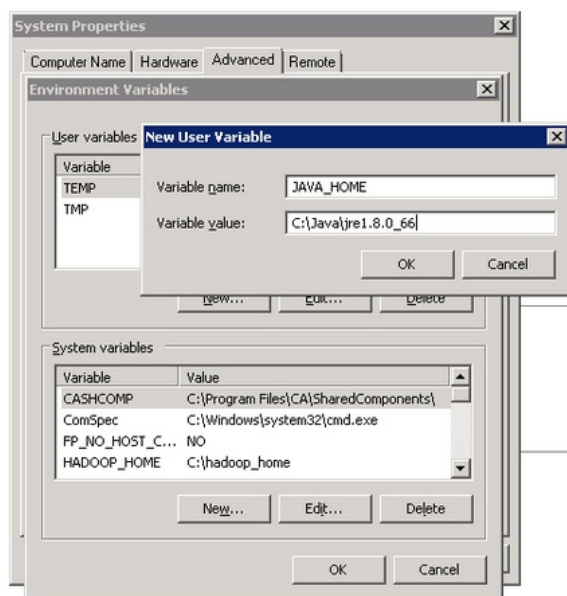 System Properties
Computer Name Hardware Advanced Remote
Environment Variables
User variables
Variable
TEMP
TMP
New User Variable
Variable name: JAVA_HOME
Variable value: C:\Java\jre1.8.0_66
OK Cancel
New... Edit... Delete
System variables
Variable Value
CASHCOMP C:\Program Files\CA\SharedComponents\
ComSpec C:\Windows\system32\cmd.exe
FP_NO_HOST_C... NO
HADOOP_HOME C:\hadoop_home
New... Edit... Delete
OK Cancel